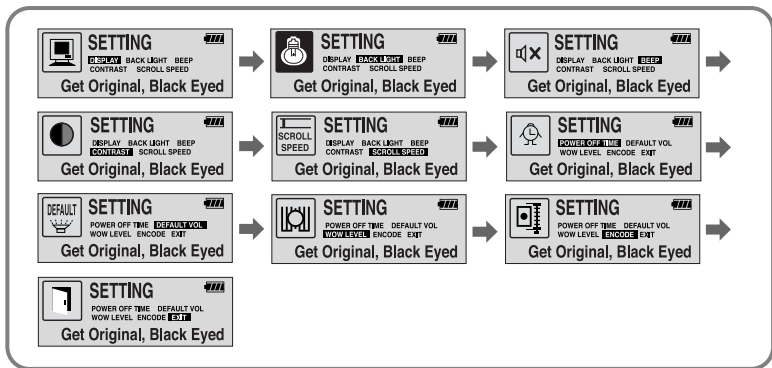 SETTING
DISPLAY BACK LIGHT BEEP
CONTRAST SCROLL SPEED
Get Original, Black Eyed
SETTING
DISPLAY BACK LIGHT BEEP
CONTRAST SCROLL SPEED
Get Original, Black Eyed
SETTING
DISPLAY BACK LIGHT BEEP
CONTRAST SCROLL SPEED
Get Original, Black Eyed
SETTING
DISPLAY BACK LIGHT BEEP
CONTRAST SCROLL SPEED
Get Original, Black Eyed
SCROLL
SPEED
SETTING
DISPLAY BACK LIGHT BEEP
CONTRAST SCROLL SPEED
Get Original, Black Eyed
SETTING
POWER OFF TIME DEFAULT VOL
WOW LEVEL ENCODE EXIT
Get Original, Black Eyed
DEFAULT
SETTING
POWER OFF TIME DEFAULT VOL
WOW LEVEL ENCODE EXIT
Get Original, Black Eyed
SETTING
POWER OFF TIME DEFAULT VOL
WOW LEVEL ENCODE EXIT
Get Original, Black Eyed
SETTING
POWER OFF TIME DEFAULT VOL
WOW LEVEL ENCODE EXIT
Get Original, Black Eyed
SETTING
POWER OFF TIME DEFAULT VOL
WOW LEVEL ENCODE EXIT
Get Original, Black Eyed